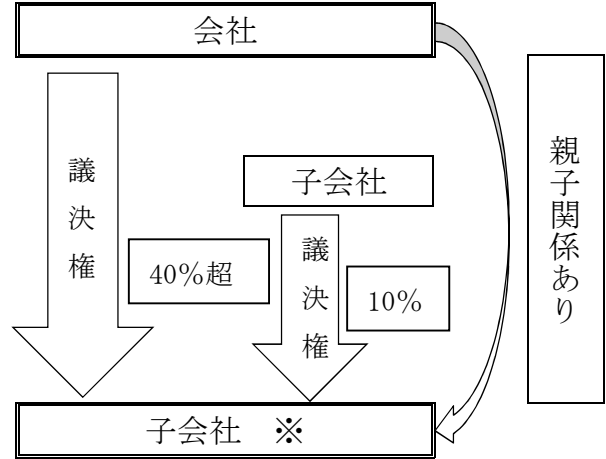 会社
議決権
40%超
子会社
議決権
10%
親子関係あり
子会社 ※